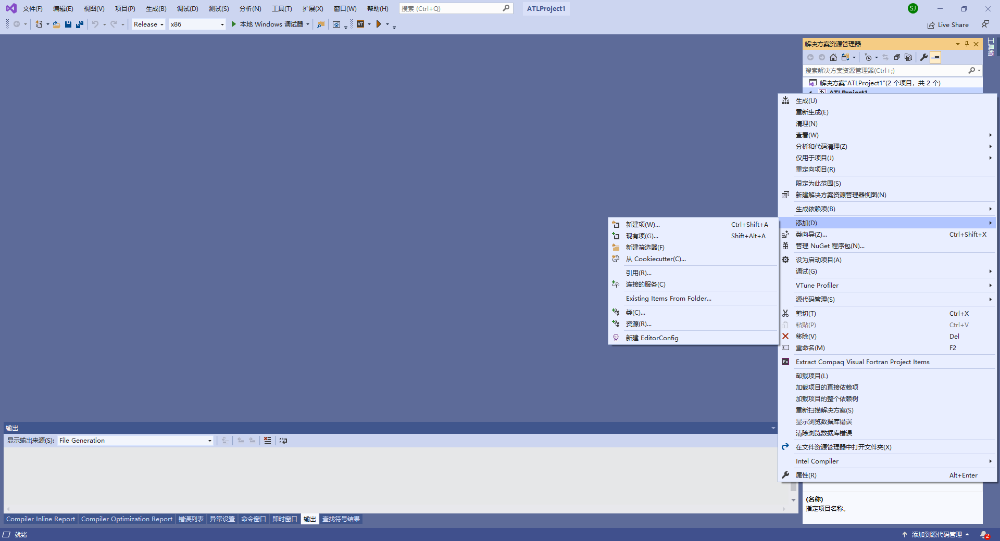 文件(F) 编辑(E) 视图(V) 项目(P) 生成(B) 调试(D) 测试(S) 分析(N) 工具(T) 扩展(X) 窗口(W) 帮助(H) 搜索 (Ctrl+Q) ATLProject1 SJ
Release x86 本地 Windows 调试器 VT Live Share
解决方案资源管理器
工具箱
搜索解决方案资源管理器(Ctrl+;)
解决方案"ATLProject1"(2 个项目，共 2 个)
ATLProject1
生成(U)
重新生成(E)
清理(N)
查看(W)
分析和代码清理(Z)
仅用于项目(J)
重定向项目(R)
限定为此范围(S)
新建解决方案资源管理器视图(N)
生成依赖项(B)
添加(D)
类向导(Z)... Ctrl+Shift+X
管理 NuGet 程序包(N)...
设为启动项目(A)
调试(G)
VTune Profiler
源代码管理(S)
剪切(T) Ctrl+X
粘贴(P) Ctrl+V
移除(V) Del
重命名(M) F2
Fo Extract Compaq Visual Fortran Project Items
卸载项目(L)
加载项目的直接依赖项
加载项目的整个依赖树
重新扫描解决方案(S)
显示浏览数据库错误
清除浏览数据库错误
在文件资源管理器中打开文件夹(X)
Intel Compiler
属性(R) Alt+Enter
新建项(W)... Ctrl+Shift+A
现有项(G)... Shift+Alt+A
新建筛选器(F)
从 Cookiecutter(C)...
引用(R)...
连接的服务(C)
Existing Items From Folder...
类(C)...
资源(R)...
新建 EditorConfig
输出
显示输出来源(S): File Generation
(名称)
指定项目名称。
Compiler Inline Report Compiler Optimization Report 错误列表 异常设置 命令窗口 即时窗口 输出 查找符号结果
就绪 添加到源代码管理 2